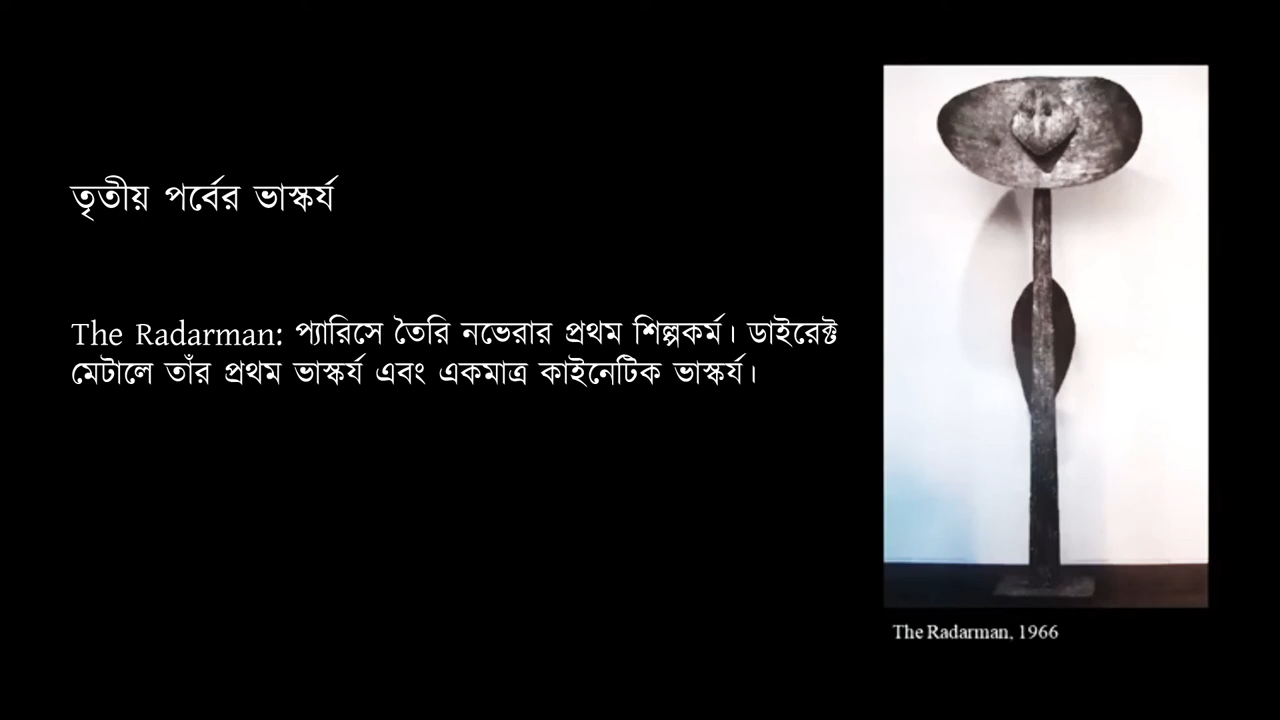 তৃতীয় পর্বের ভাস্কর্য
The Radarman: প্যারিসে তৈরি নভেরার প্রথম শিল্পকর্ম। ডাইরেক্ট
মেটালে তাঁর প্রথম ভাস্কর্য এবং একমাত্র কাইনেটিক ভাস্কর্য।
The Radarman, 1966